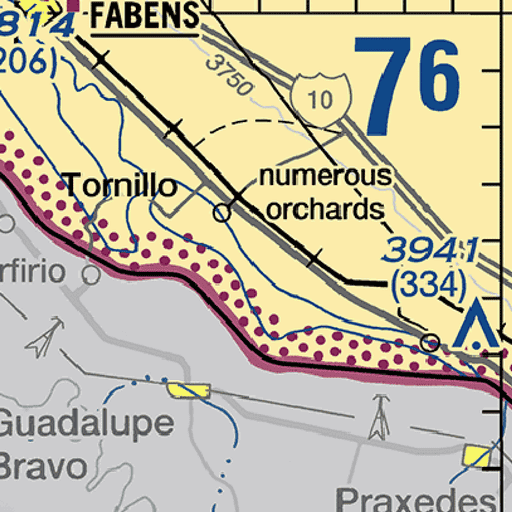 FABENS
814
206)
3750
10
76
Tornillo
numerous
orchards
3941
(334)
rfirio
Guadalupe
Bravo
Praxedes